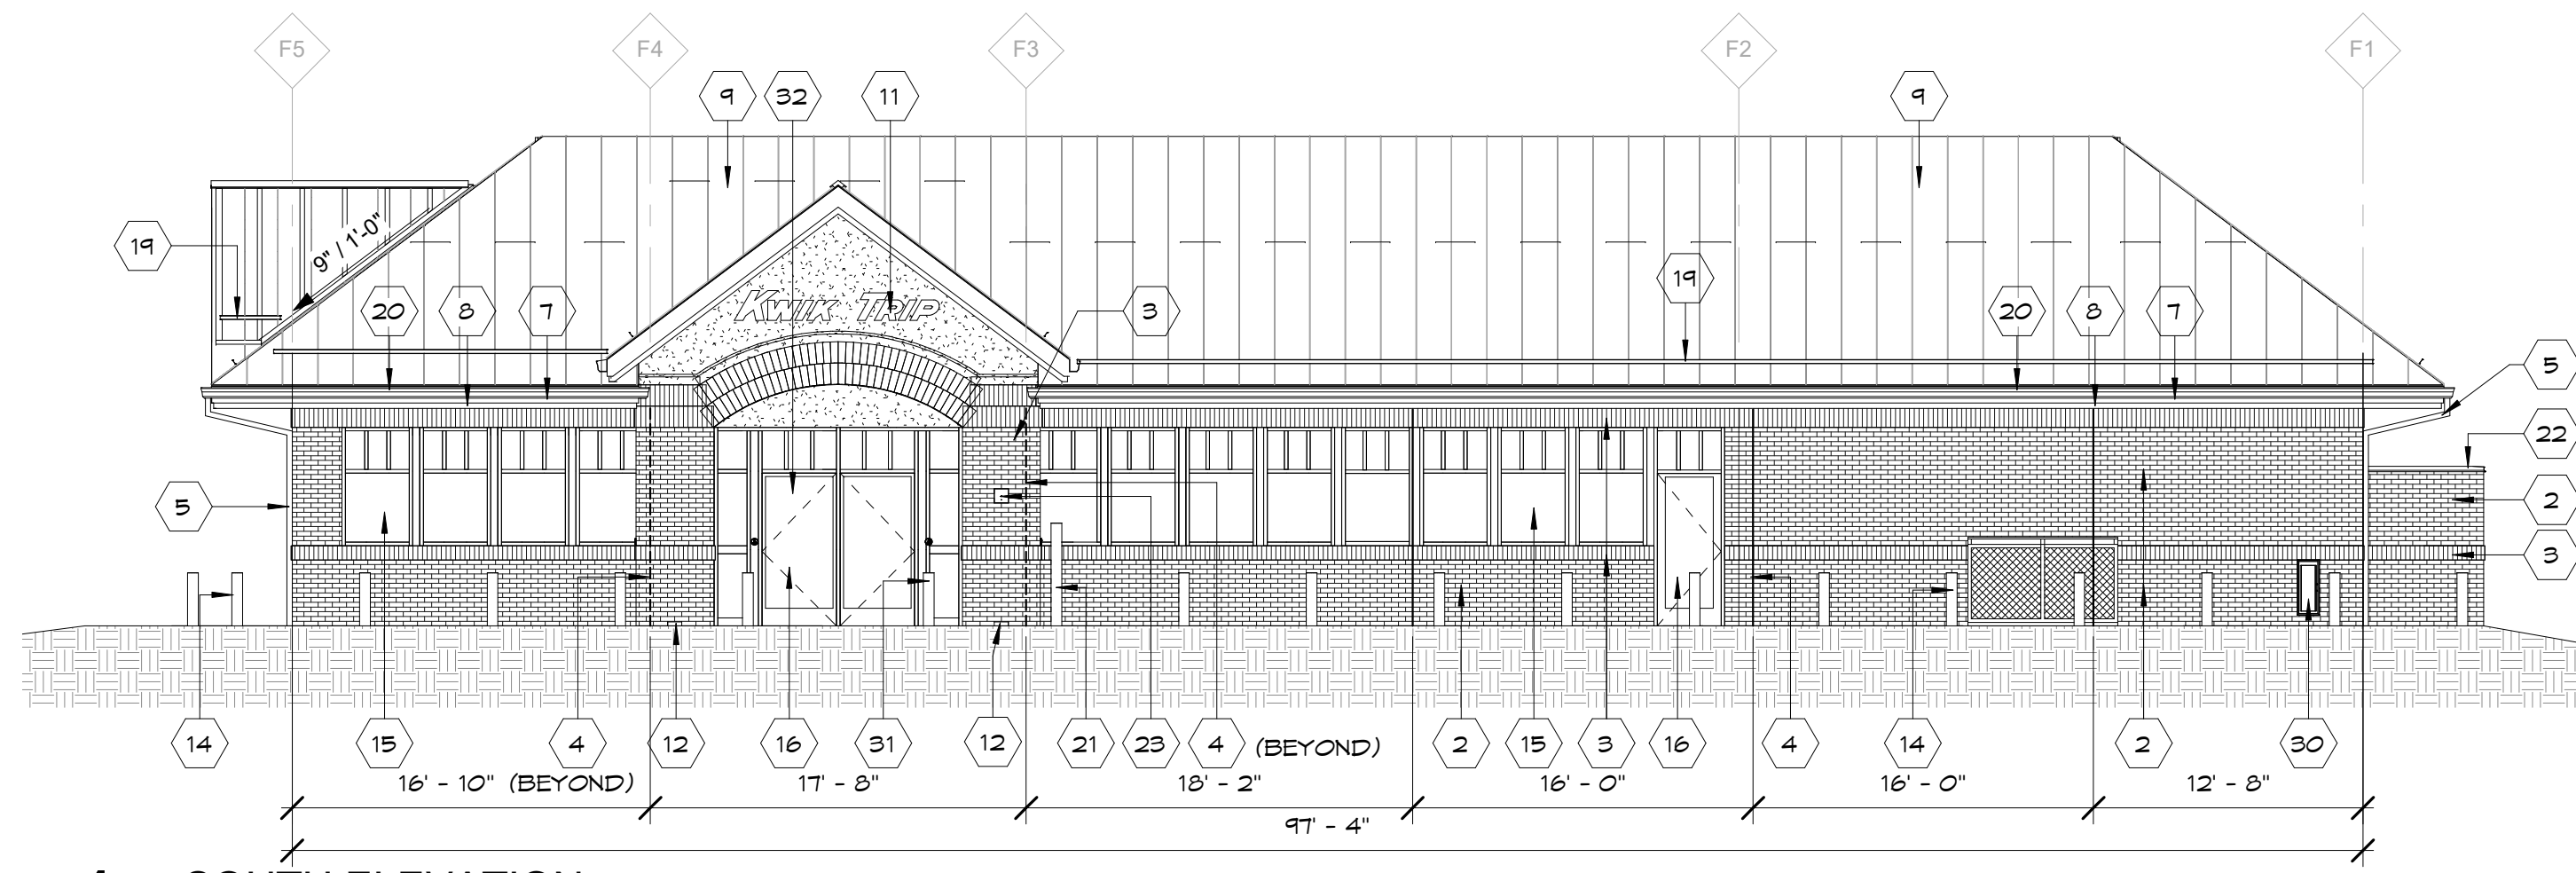 F5 F4 F3 F2 F1
9 32 11 9
19
9" / 1'-0"
19
20 8 7
KWIK TRIP
3
20 8 7
5
22
5
2
3
14 15 4 12 16 31 12 21 23 4 (BEYOND) 2 15 3 16 4 14 2 30
16' - 10" (BEYOND) 17' - 8" 18' - 2" 16' - 0" 16' - 0" 12' - 8"
97' - 4"
SOUTH ELEVATION